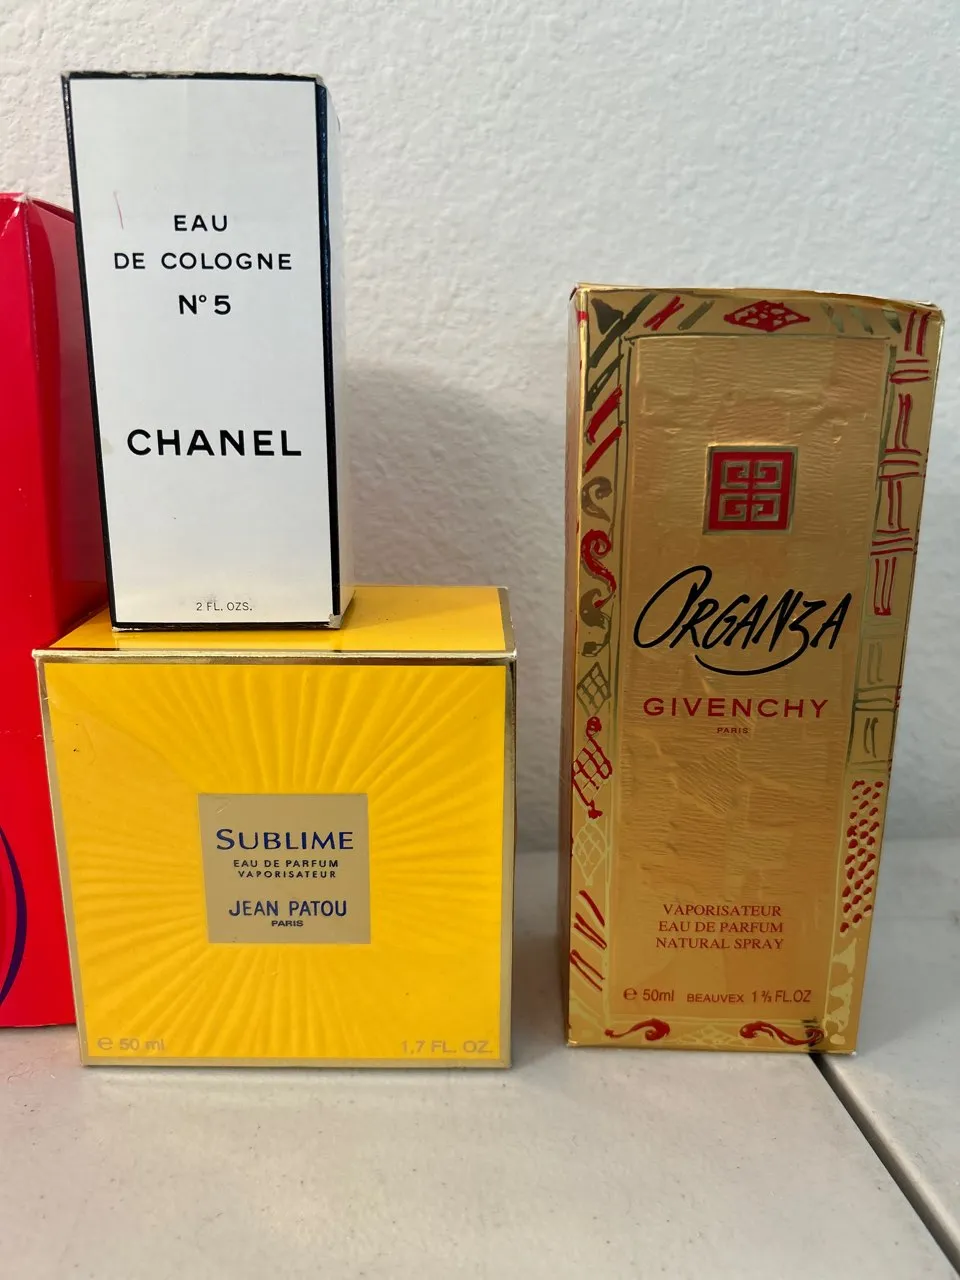 EAU
DE COLOGNE
N° 5
CHANEL
2 FL. OZS.
SUBLIME
EAU DE PARFUM
VAPORISATEUR
JEAN PATOU
PARIS
℮ 50 ml
1,7 FL. OZ.
ORGANZA
GIVENCHY
PARIS
VAPORISATEUR
EAU DE PARFUM
NATURAL SPRAY
℮ 50ml BEAUVEX 1 ⅔ FL.OZ